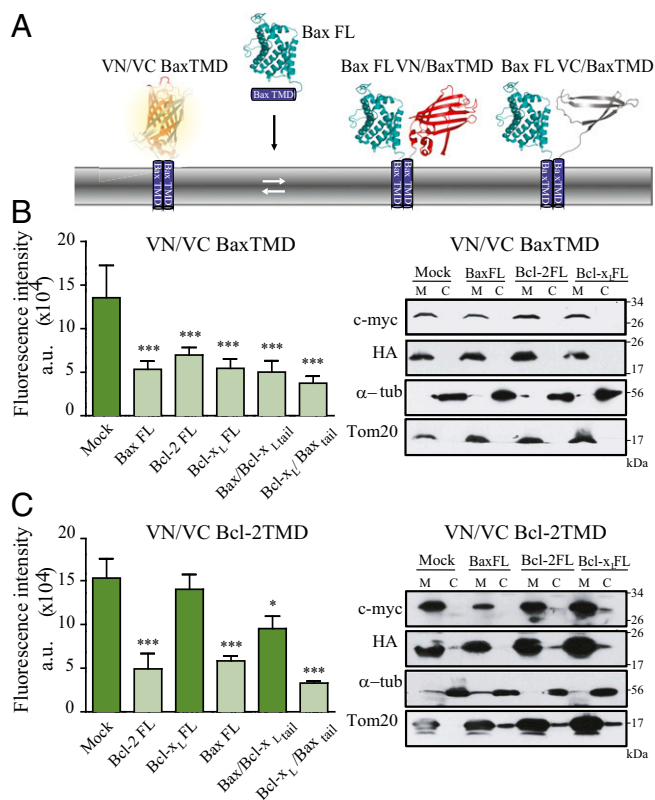 A
Bax FL
VN/VC BaxTMD
Bax TMD
Bax FL VN/BaxTMD
Bax FL VC/BaxTMD
Bax TMD Bax TMD
Bax TMD Bax TMD
Bax TMD Bax TMD
B
VN/VC BaxTMD
Fluorescence intensity
(x10⁴)
a.u.
20
15
10
5
0
***
***
***
***
***
Mock
Bax FL
Bcl-2 FL
Bcl-xL FL
Bax/Bcl-x Ltail
Bcl-xL/Bax tail
VN/VC BaxTMD
Mock BaxFL Bcl-2FL Bcl-xLFL
M C M C M C M C
c-myc
34
26
HA
26
17
α-tub
56
Tom20
17
kDa
C
VN/VC Bcl-2TMD
Fluorescence intensity
(x10⁴)
a.u.
20
15
10
5
0
***
***
*
***
Mock
Bcl-2 FL
Bcl-xL FL
Bax FL
Bax/Bcl-x Ltail
Bcl-xL/Bax tail
VN/VC Bcl-2TMD
Mock BaxFL Bcl-2FL Bcl-xLFL
M C M C M C M C
c-myc
34
26
HA
26
17
α-tub
56
Tom20
17
kDa